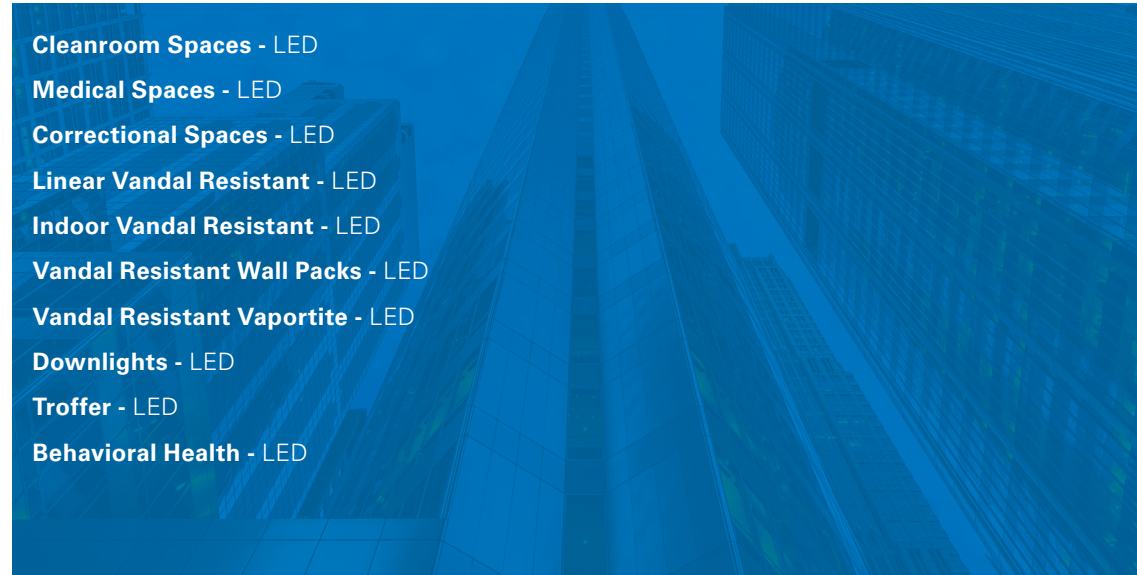 Cleanroom Spaces - LED
Medical Spaces - LED
Correctional Spaces - LED
Linear Vandal Resistant - LED
Indoor Vandal Resistant - LED
Vandal Resistant Wall Packs - LED
Vandal Resistant Vaportite - LED
Downlights - LED
Troffer - LED
Behavioral Health - LED